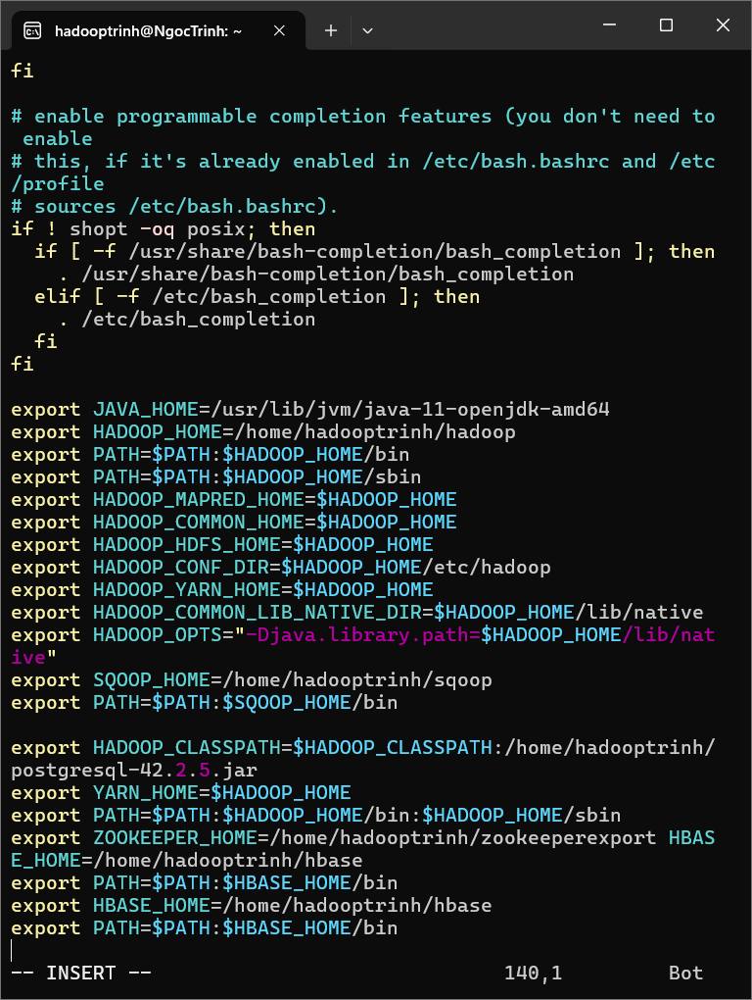 hadooptrinh@NgocTrinh: ~
fi
# enable programmable completion features (you don't need to
 enable
# this, if it's already enabled in /etc/bash.bashrc and /etc
/profile
# sources /etc/bash.bashrc).
if ! shopt -oq posix; then
  if [ -f /usr/share/bash-completion/bash_completion ]; then
    . /usr/share/bash-completion/bash_completion
  elif [ -f /etc/bash_completion ]; then
    . /etc/bash_completion
  fi
fi
export JAVA_HOME=/usr/lib/jvm/java-11-openjdk-amd64
export HADOOP_HOME=/home/hadooptrinh/hadoop
export PATH=$PATH:$HADOOP_HOME/bin
export PATH=$PATH:$HADOOP_HOME/sbin
export HADOOP_MAPRED_HOME=$HADOOP_HOME
export HADOOP_COMMON_HOME=$HADOOP_HOME
export HADOOP_HDFS_HOME=$HADOOP_HOME
export HADOOP_CONF_DIR=$HADOOP_HOME/etc/hadoop
export HADOOP_YARN_HOME=$HADOOP_HOME
export HADOOP_COMMON_LIB_NATIVE_DIR=$HADOOP_HOME/lib/native
export HADOOP_OPTS="-Djava.library.path=$HADOOP_HOME/lib/nat
ive"
export SQOOP_HOME=/home/hadooptrinh/sqoop
export PATH=$PATH:$SQOOP_HOME/bin
export HADOOP_CLASSPATH=$HADOOP_CLASSPATH:/home/hadooptrinh/
postgresql-42.2.5.jar
export YARN_HOME=$HADOOP_HOME
export PATH=$PATH:$HADOOP_HOME/bin:$HADOOP_HOME/sbin
export ZOOKEEPER_HOME=/home/hadooptrinh/zookeeperexport HBAS
E_HOME=/home/hadooptrinh/hbase
export PATH=$PATH:$HBASE_HOME/bin
export HBASE_HOME=/home/hadooptrinh/hbase
export PATH=$PATH:$HBASE_HOME/bin
-- INSERT -- 140,1 Bot